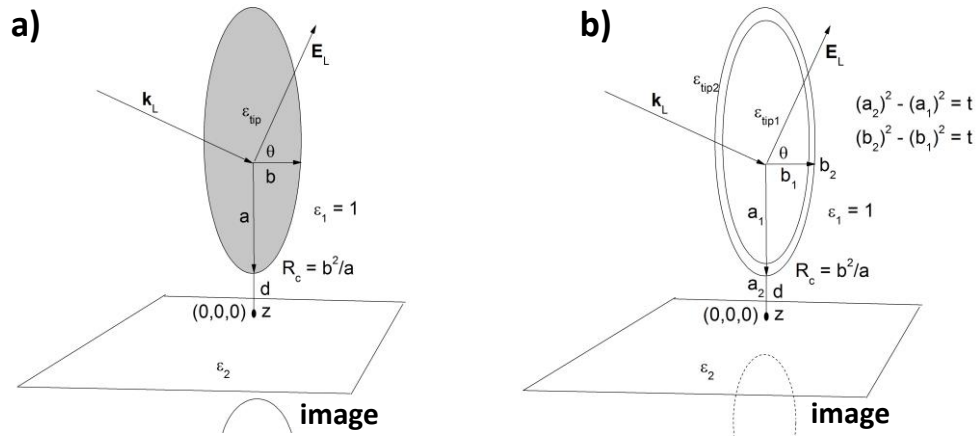 a)
E_L
k_L
ε_tip
θ
b
a
ε_1 = 1
R_c = b^2/a
d
(0,0,0)
z
ε_2
image
b)
E_L
ε_tip2
k_L
ε_tip1
(a_2)^2 - (a_1)^2 = t
(b_2)^2 - (b_1)^2 = t
θ
b_1
b_2
a_1
ε_1 = 1
R_c = b^2/a
a_2
d
(0,0,0)
z
ε_2
image